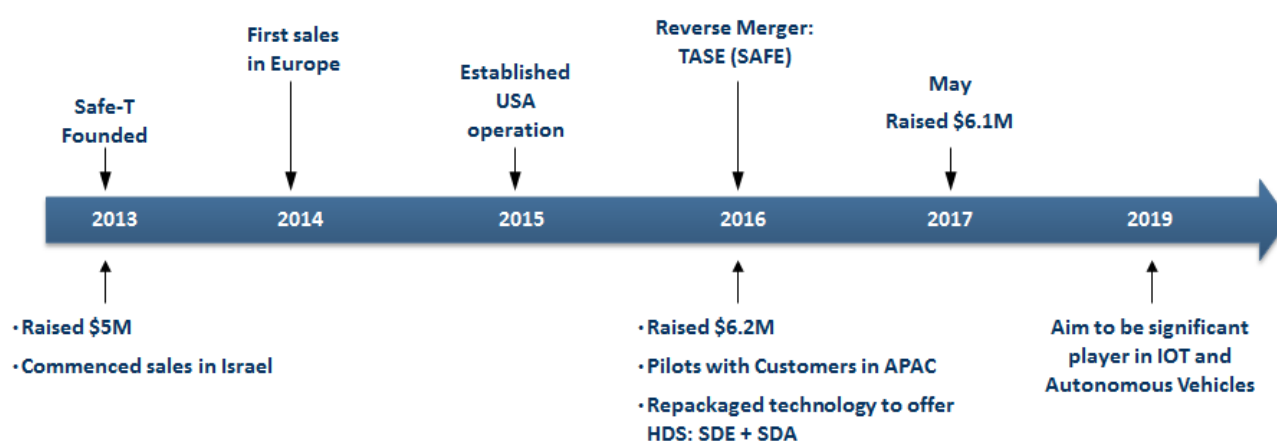 First sales
in Europe
Reverse Merger:
TASE (SAFE)
Established
USA
operation
May
Raised $6.1M
Safe-T
Founded
2013
2014
2015
2016
2017
2019
· Raised $5M
· Commenced sales in Israel
· Raised $6.2M
· Pilots with Customers in APAC
· Repackaged technology to offer
HDS: SDE + SDA
Aim to be significant
player in IOT and
Autonomous Vehicles